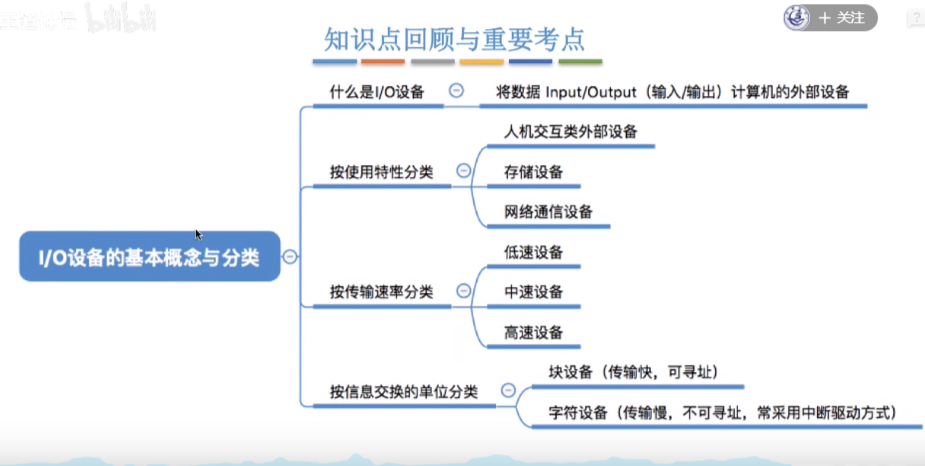 bilibili
+ 关注
知识点回顾与重要考点
什么是I/O设备
将数据 Input/Output（输入/输出）计算机的外部设备
按使用特性分类
人机交互类外部设备
存储设备
网络通信设备
I/O设备的基本概念与分类
按传输速率分类
低速设备
中速设备
高速设备
按信息交换的单位分类
块设备（传输快，可寻址）
字符设备（传输慢，不可寻址，常采用中断驱动方式）